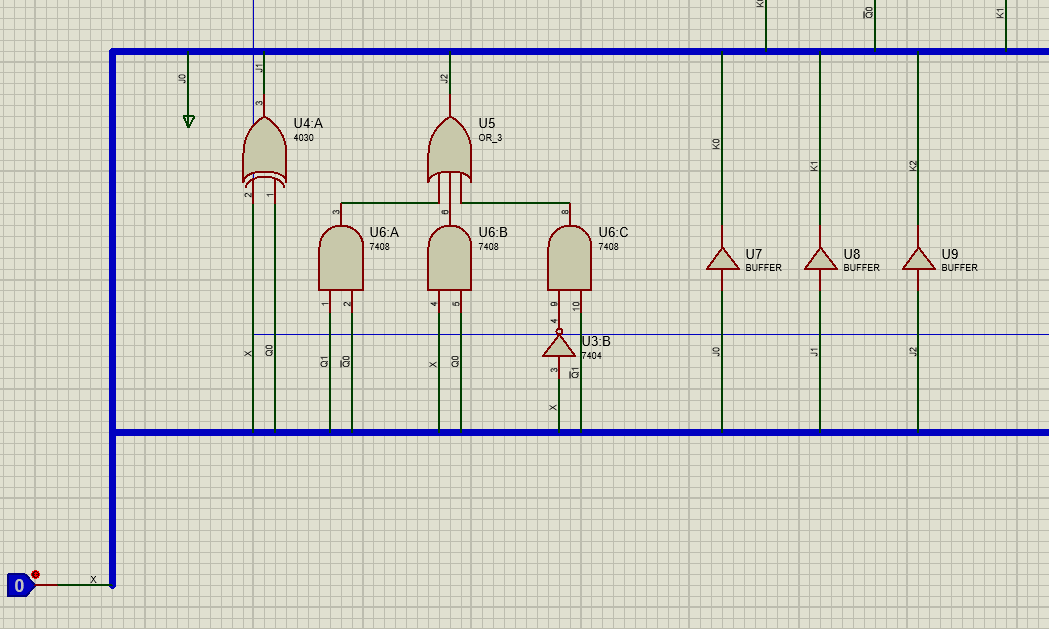 K0
Q0
K1
J0
J1
J2
3
U4:A
4030
U5
OR_3
K0
K1
K2
2
1
3
6
8
U6:A
7408
U6:B
7408
U6:C
7408
U7
BUFFER
U8
BUFFER
U9
BUFFER
1
2
4
5
9
10
4
U3:B
7404
X
Q0
Q1
Q0
X
Q0
3
Q1
J0
J1
J2
X
0
X